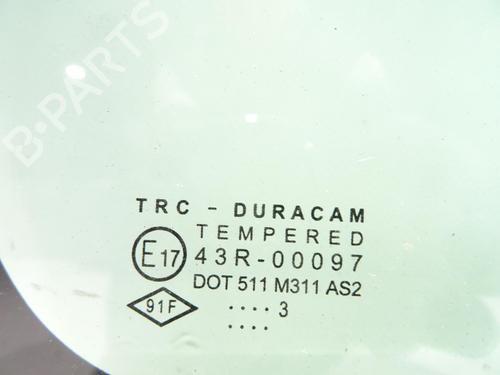 B-PARTS
TRC - DURACAM
TEMPERED
E17 43R-00097
DOT 511 M311 AS2
91F .... 3
....